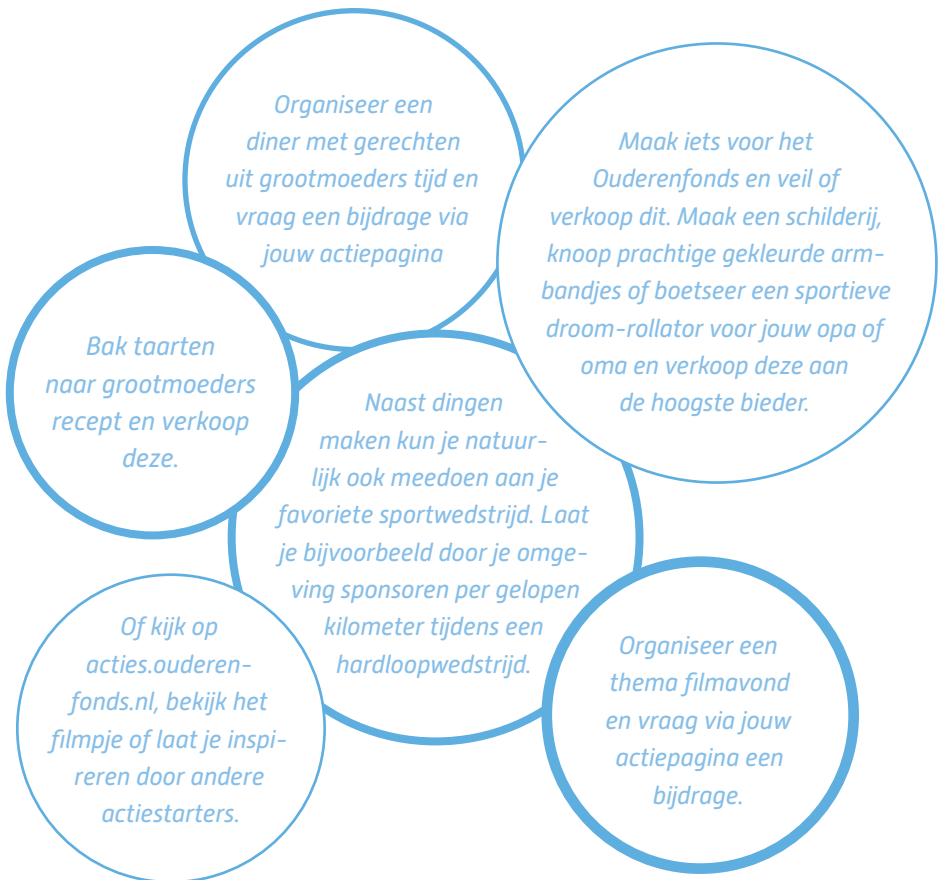 Organiseer een
diner met gerechten
uit grootmoeders tijd en
vraag een bijdrage via
jouw actiepagina
Maak iets voor het
Ouderenfonds en veil of
verkoop dit. Maak een schilderij,
knoop prachtige gekleurde arm-
bandjes of boetseer een sportieve
droom-rollator voor jouw opa of
oma en verkoop deze aan
de hoogste bieder.
Bak taarten
naar grootmoeders
recept en verkoop
deze.
Naast dingen
maken kun je natuur-
lijk ook meedoen aan je
favoriete sportwedstrijd. Laat
je bijvoorbeeld door je omge-
ving sponsoren per gelopen
kilometer tijdens een
hardloopwedstrijd.
Of kijk op
acties.ouderen-
fonds.nl, bekijk het
filmpje of laat je inspi-
reren door andere
actiestarters.
Organiseer een
thema filmavond
en vraag via jouw
actiepagina een
bijdrage.